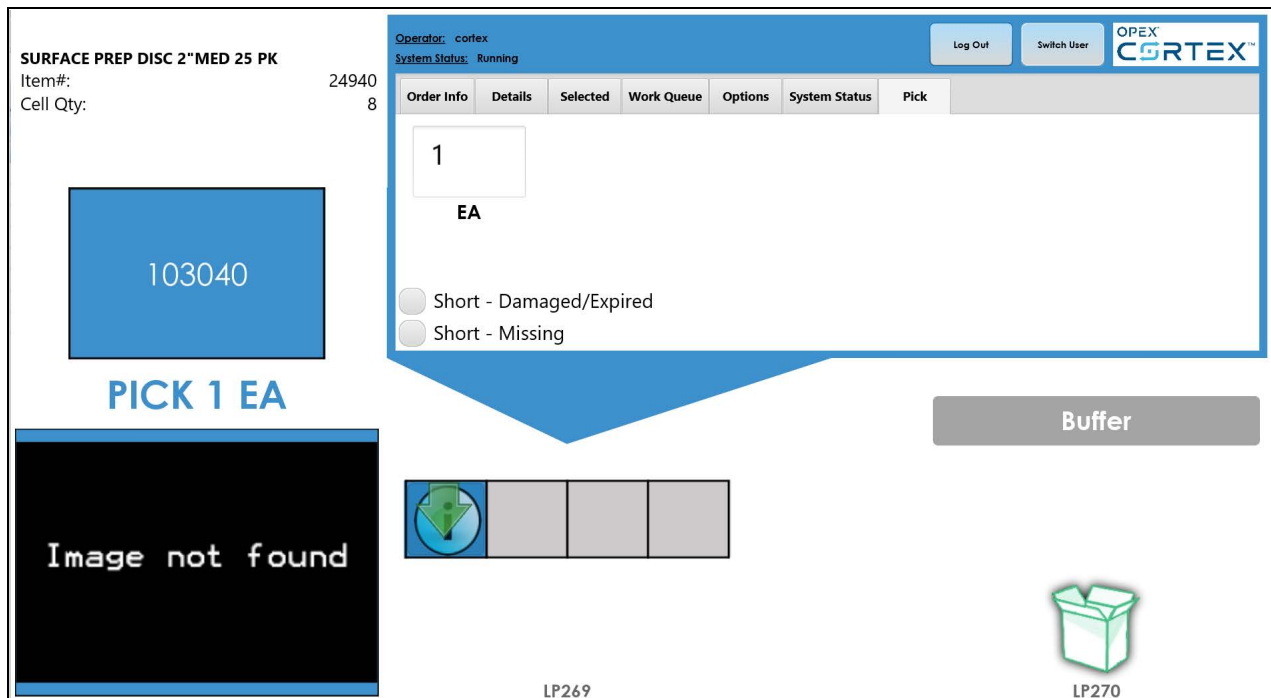 SURFACE PREP DISC 2"MED 25 PK
Item#: 24940
Cell Qty: 8
103040
PICK 1 EA
Image not found
Operator: cortex
System Status: Running
Log Out
Switch User
OPEX
CORTEX™
Order Info Details Selected Work Queue Options System Status Pick
1
EA
Short - Damaged/Expired
Short - Missing
Buffer
i
LP269
LP270